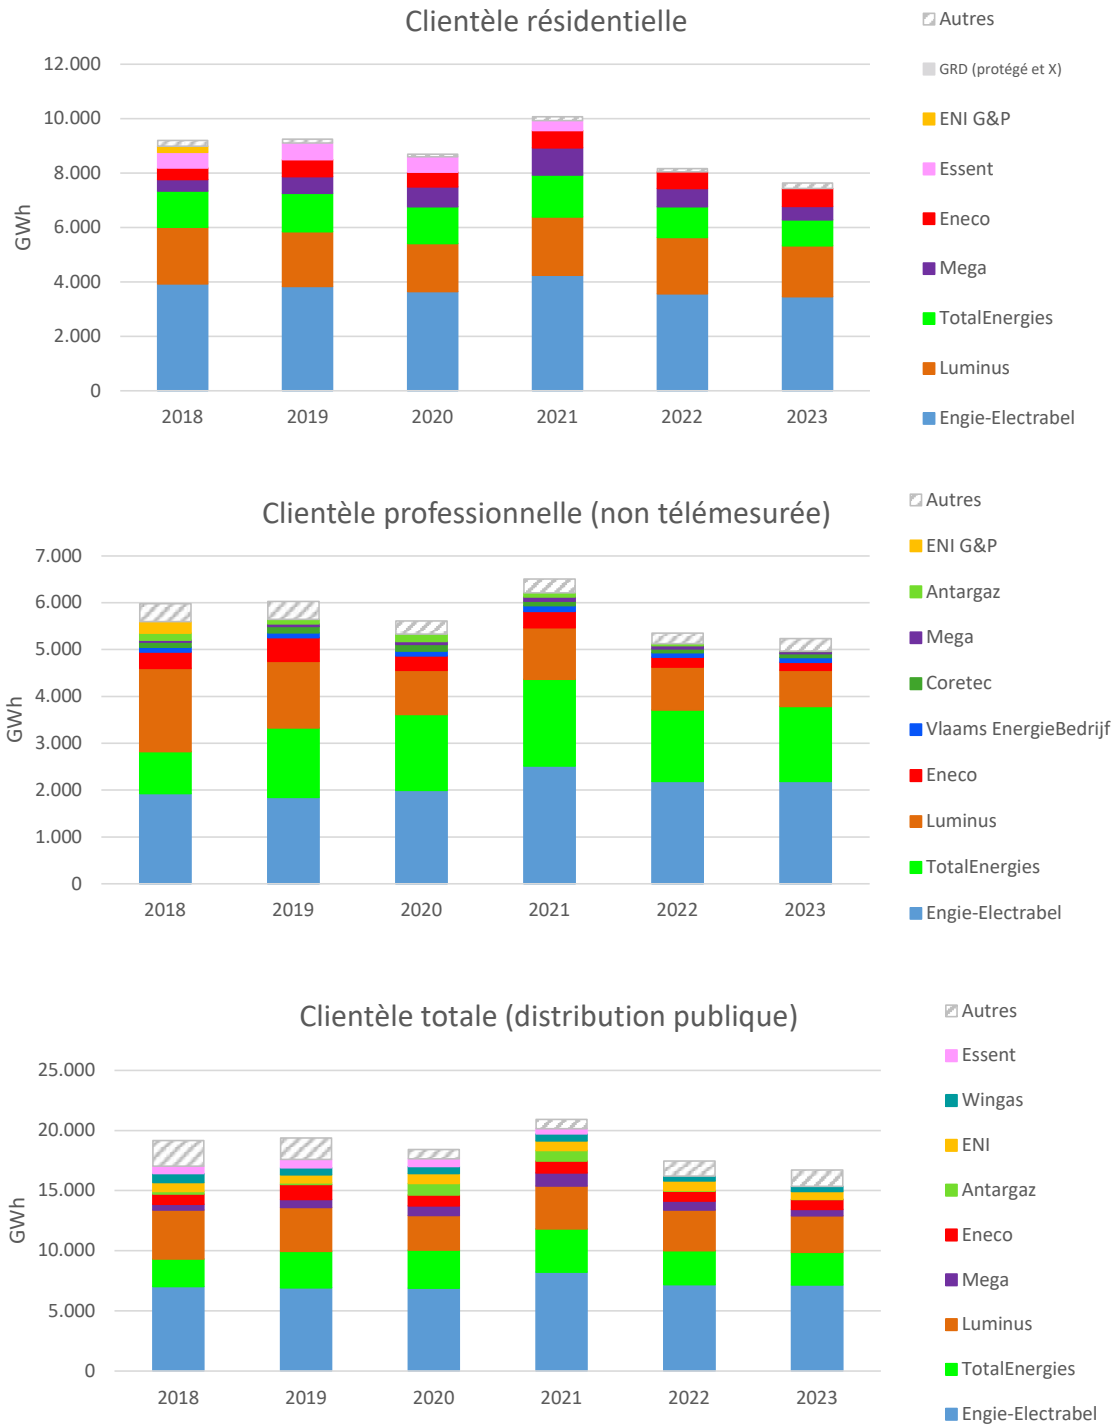 Clientèle résidentielle
GWh
12.000
10.000
8.000
6.000
4.000
2.000
0
2018 2019 2020 2021 2022 2023
Autres
GRD (protégé et X)
ENI G&P
Essent
Eneco
Mega
TotalEnergies
Luminus
Engie-Electrabel
Clientèle professionnelle (non télémesurée)
GWh
7.000
6.000
5.000
4.000
3.000
2.000
1.000
0
2018 2019 2020 2021 2022 2023
Autres
ENI G&P
Antargaz
Mega
Coretec
Vlaams EnergieBedrijf
Eneco
Luminus
TotalEnergies
Engie-Electrabel
Clientèle totale (distribution publique)
GWh
25.000
20.000
15.000
10.000
5.000
0
2018 2019 2020 2021 2022 2023
Autres
Essent
Wingas
ENI
Antargaz
Eneco
Mega
Luminus
TotalEnergies
Engie-Electrabel